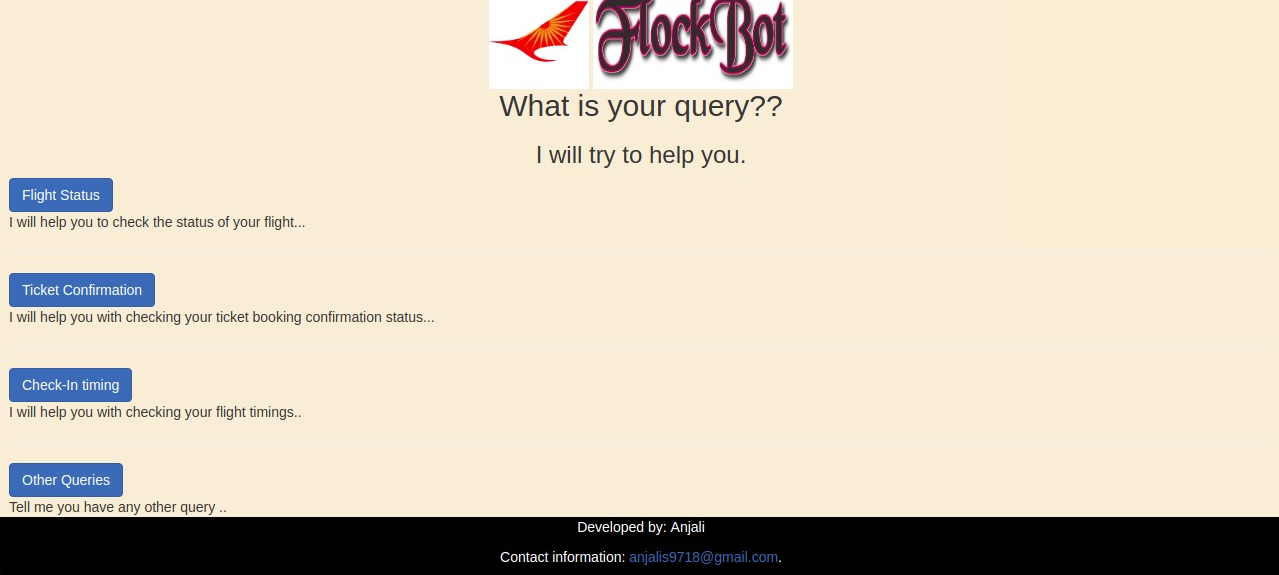 FlockBot
What is your query??
I will try to help you.
Flight Status
I will help you to check the status of your flight...
Ticket Confirmation
I will help you with checking your ticket booking confirmation status...
Check-In timing
I will help you with checking your flight timings..
Other Queries
Tell me you have any other query ..
Developed by: Anjali
Contact information: anjalis9718@gmail.com.